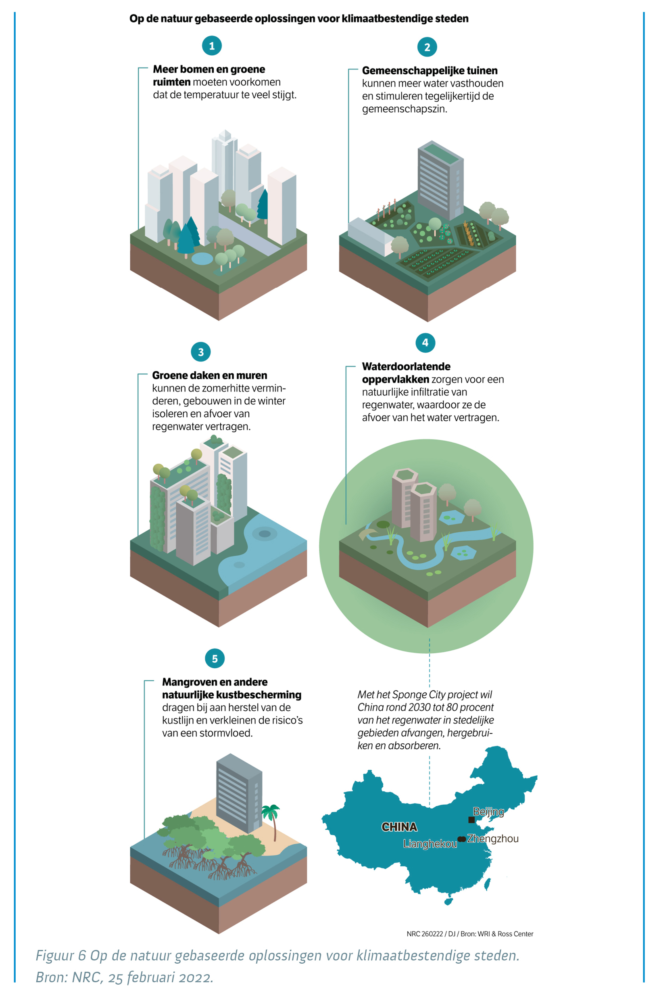 Op de natuur gebaseerde oplossingen voor klimaatbestendige steden
1
Meer bomen en groene
ruimten moeten voorkomen
dat de temperatuur te veel stijgt.
2
Gemeenschappelijke tuinen
kunnen meer water vasthouden
en stimuleren tegelijkertijd de
gemeenschapszin.
3
Groene daken en muren
kunnen de zomerhitte vermin-
deren, gebouwen in de winter
isoleren en afvoer van
regenwater vertragen.
4
Waterdoorlatende
oppervlakken zorgen voor een
natuurlijke infiltratie van
regenwater, waardoor ze de
afvoer van het water vertragen.
5
Mangroven en andere
natuurlijke kustbescherming
dragen bij aan herstel van de
kustlijn en verkleinen de risico's
van een stormvloed.
Met het Sponge City project wil
China rond 2030 tot 80 procent
van het regenwater in stedelijke
gebieden afvangen, hergebrui-
ken en absorberen.
Beijing
CHINA
Zhengzhou
Lianghekou
NRC 260222 / DJ / Bron: WRI & Ross Center
Figuur 6 Op de natuur gebaseerde oplossingen voor klimaatbestendige steden.
Bron: NRC, 25 februari 2022.